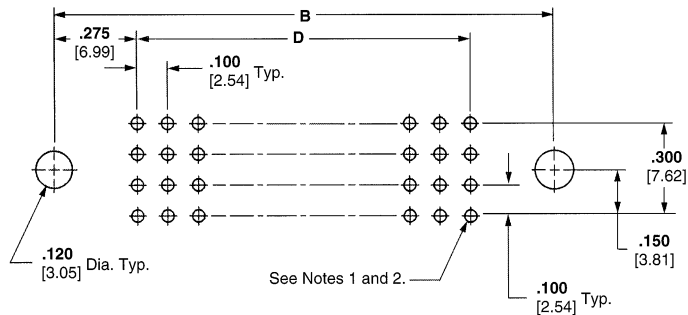 B
.275
[6.99]
D
.100
[2.54] Typ.
.300
[7.62]
.120
[3.05] Dia. Typ.
.150
[3.81]
See Notes 1 and 2.
.100
[2.54] Typ.